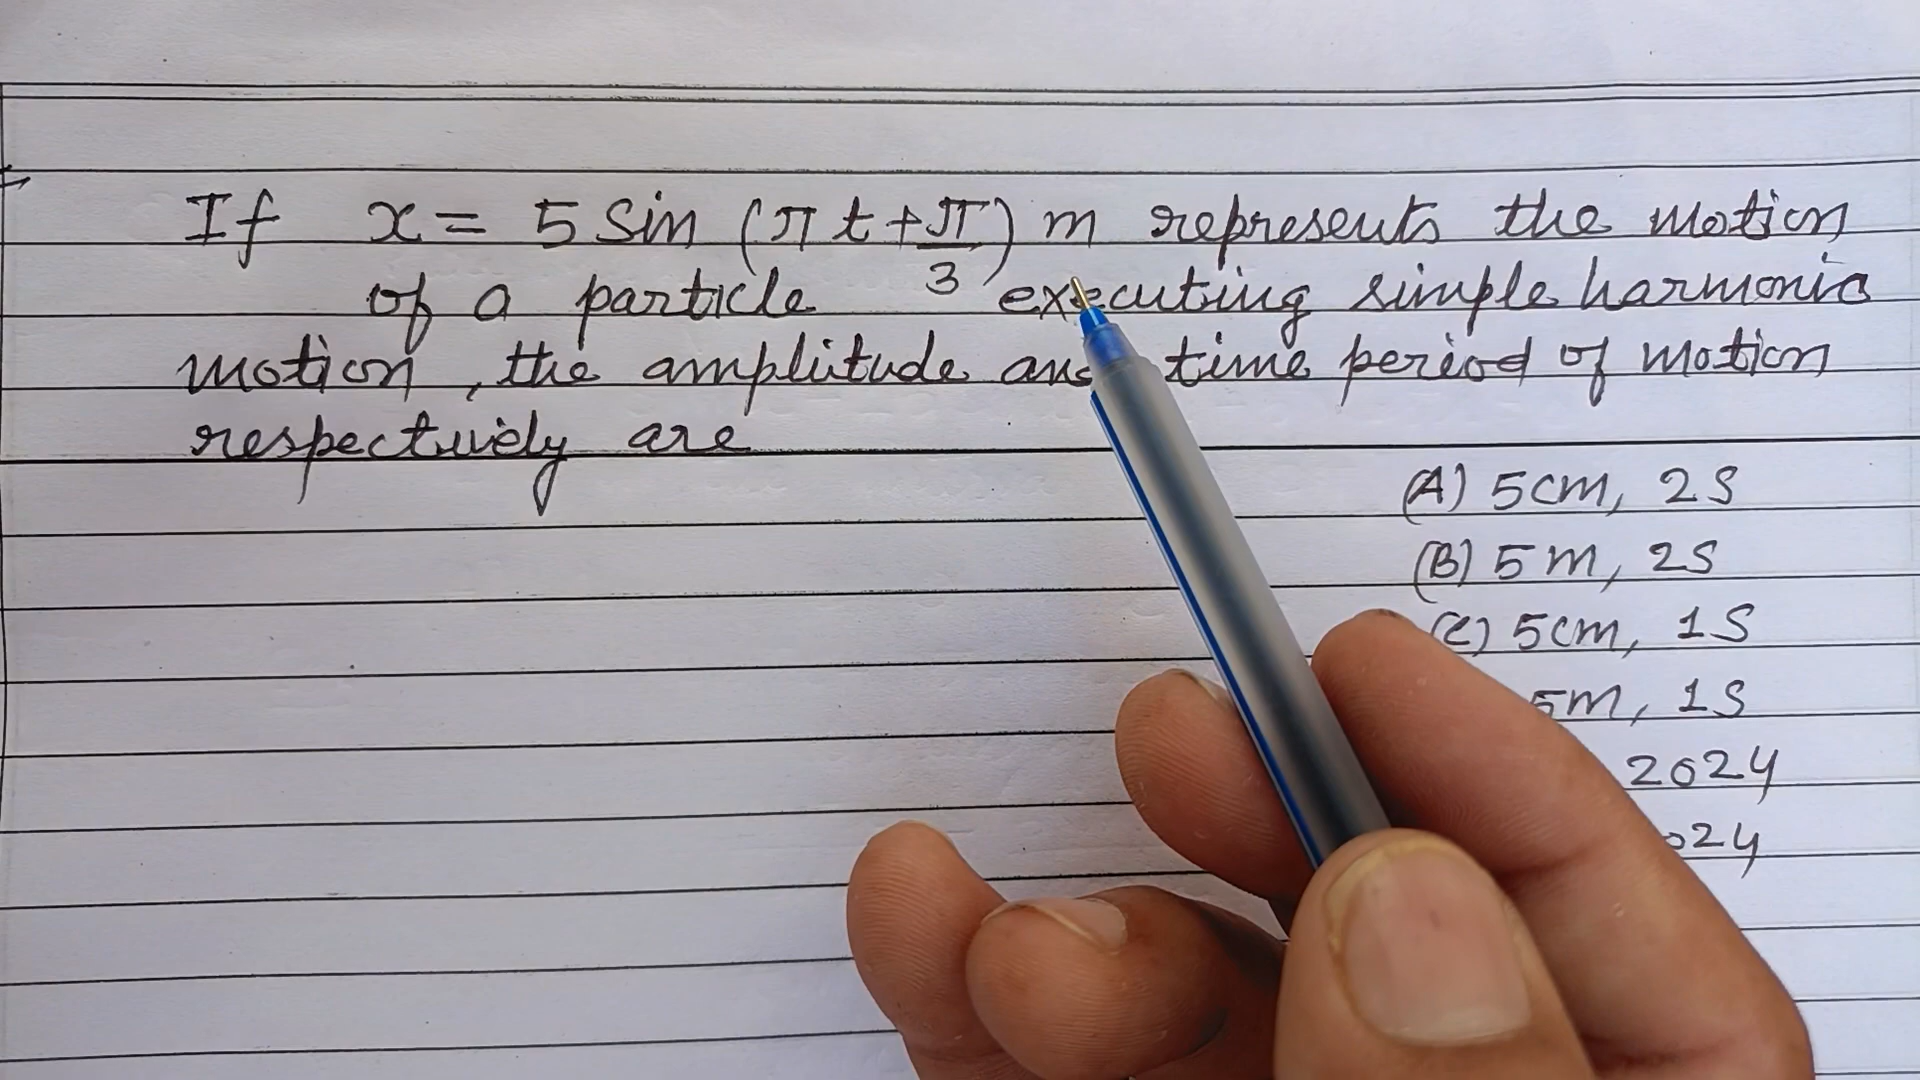 If x = 5 sin (πt + π/3) m represents the motion
of a particle executing simple harmonic
motion, the amplitude and time period of motion
respectively are
(A) 5cm, 2S
(B) 5m, 2S
(C) 5cm, 1S
5m, 1S
2024
024